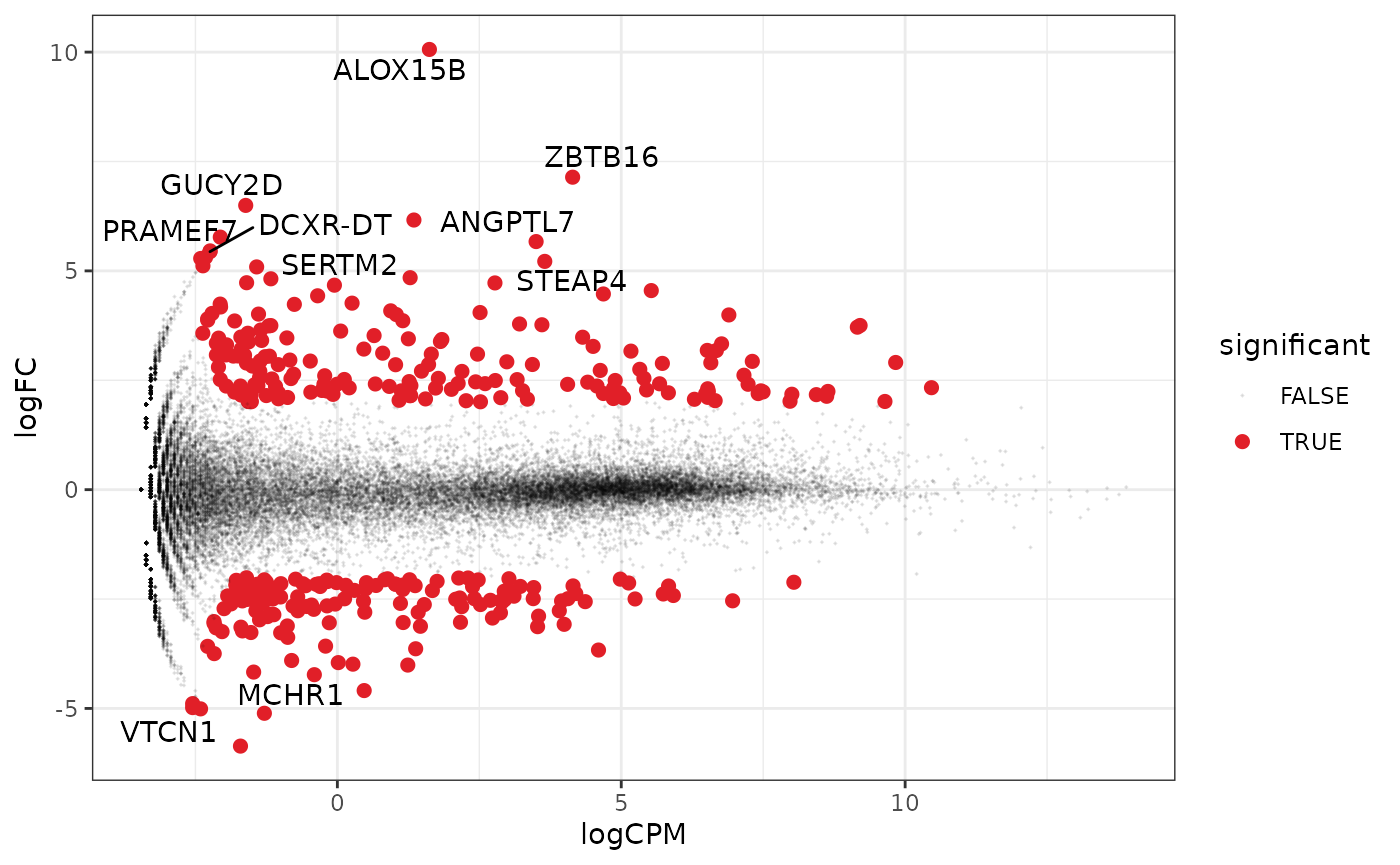 10
ALOX15B
ZBTB16
GUCY2D
PRAMEF7
DCXR-DT
ANGPTL7
5
SERTM2
STEAP4
logFC
significant
FALSE
TRUE
0
MCHR1
-5
VTCN1
0
5
10
logCPM